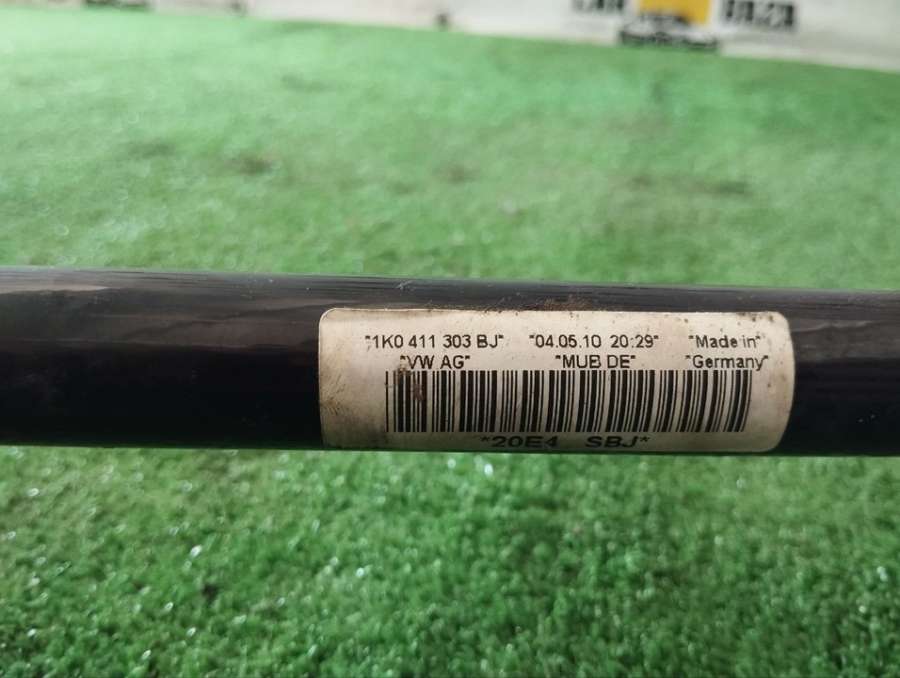 "1K0 411 303 BJ" "04.05.10 20:29" "Made in"
"VW AG" "MUB DE" "Germany"
*20E4 SBJ*